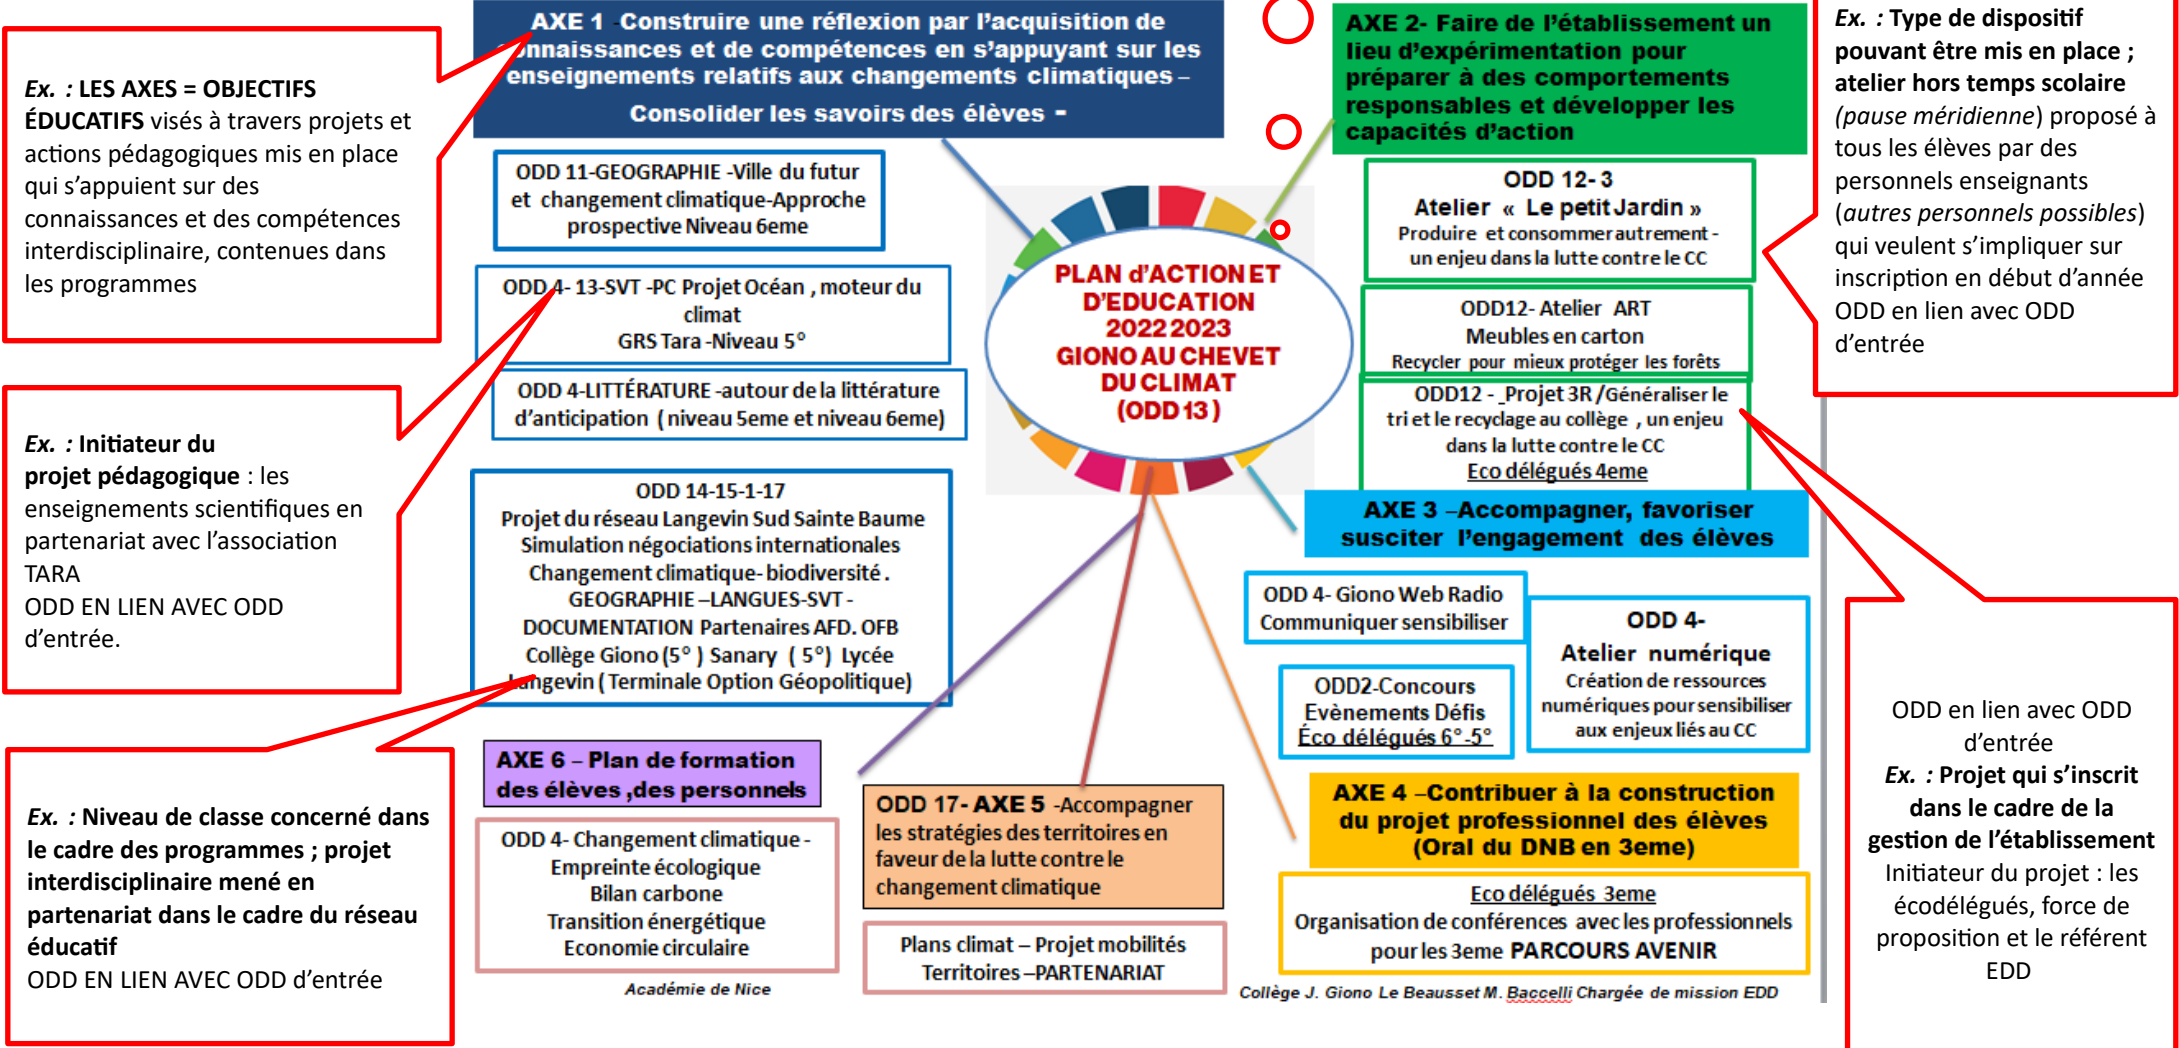 Ex. : LES AXES = OBJECTIFS
ÉDUCATIFS visés à travers projets et
actions pédagogiques mis en place
qui s’appuient sur des
connaissances et des compétences
interdisciplinaire, contenues dans
les programmes
Ex. : Initiateur du
projet pédagogique : les
enseignements scientifiques en
partenariat avec l’association
TARA
ODD EN LIEN AVEC ODD
d’entrée.
Ex. : Niveau de classe concerné dans
le cadre des programmes ; projet
interdisciplinaire mené en
partenariat dans le cadre du réseau
éducatif
ODD EN LIEN AVEC ODD d’entrée
AXE 1 -Construire une réflexion par l’acquisition de
connaissances et de compétences en s’appuyant sur les
enseignements relatifs aux changements climatiques –
Consolider les savoirs des élèves -
ODD 11-GEOGRAPHIE -Ville du futur
et changement climatique-Approche
prospective Niveau 6eme
ODD 4- 13-SVT -PC Projet Océan , moteur du
climat
GRS Tara -Niveau 5°
ODD 4-LITTÉRATURE -autour de la littérature
d’anticipation ( niveau 5eme et niveau 6eme)
ODD 14-15-1-17
Projet du réseau Langevin Sud Sainte Baume
Simulation négociations internationales
Changement climatique- biodiversité .
GEOGRAPHIE –LANGUES-SVT -
DOCUMENTATION Partenaires AFD. OFB
Collège Giono (5° ) Sanary ( 5°) Lycée
Langevin ( Terminale Option Géopolitique)
PLAN d’ACTION ET
D’EDUCATION
2022 2023
GIONO AU CHEVET
DU CLIMAT
(ODD 13 )
AXE 2- Faire de l’établissement un
lieu d’expérimentation pour
préparer à des comportements
responsables et développer les
capacités d’action
ODD 12- 3
Atelier « Le petit Jardin »
Produire et consommer autrement -
un enjeu dans la lutte contre le CC
ODD12- Atelier ART
Meubles en carton
Recycler pour mieux protéger les forêts
ODD12 - _Projet 3R /Généraliser le
tri et le recyclage au collège , un enjeu
dans la lutte contre le CC
Eco délégués 4eme
AXE 3 –Accompagner, favoriser
susciter l’engagement des élèves
ODD 4- Giono Web Radio
Communiquer sensibiliser
ODD2-Concours
Evènements Défis
Éco délégués 6°-5°
ODD 4-
Atelier numérique
Création de ressources
numériques pour sensibiliser
aux enjeux liés au CC
AXE 4 –Contribuer à la construction
du projet professionnel des élèves
(Oral du DNB en 3eme)
Eco délégués 3eme
Organisation de conférences avec les professionnels
pour les 3eme PARCOURS AVENIR
ODD 17- AXE 5 -Accompagner
les stratégies des territoires en
faveur de la lutte contre le
changement climatique
Plans climat – Projet mobilités
Territoires –PARTENARIAT
AXE 6 – Plan de formation
des élèves ,des personnels
ODD 4- Changement climatique -
Empreinte écologique
Bilan carbone
Transition énergétique
Economie circulaire
Académie de Nice
Collège J. Giono Le Beausset M. Baccelli Chargée de mission EDD
Ex. : Type de dispositif
pouvant être mis en place ;
atelier hors temps scolaire
(pause méridienne) proposé à
tous les élèves par des
personnels enseignants
(autres personnels possibles)
qui veulent s’impliquer sur
inscription en début d’année
ODD en lien avec ODD
d’entrée
ODD en lien avec ODD
d’entrée
Ex. : Projet qui s’inscrit
dans le cadre de la
gestion de l’établissement
Initiateur du projet : les
écodélégués, force de
proposition et le référent
EDD